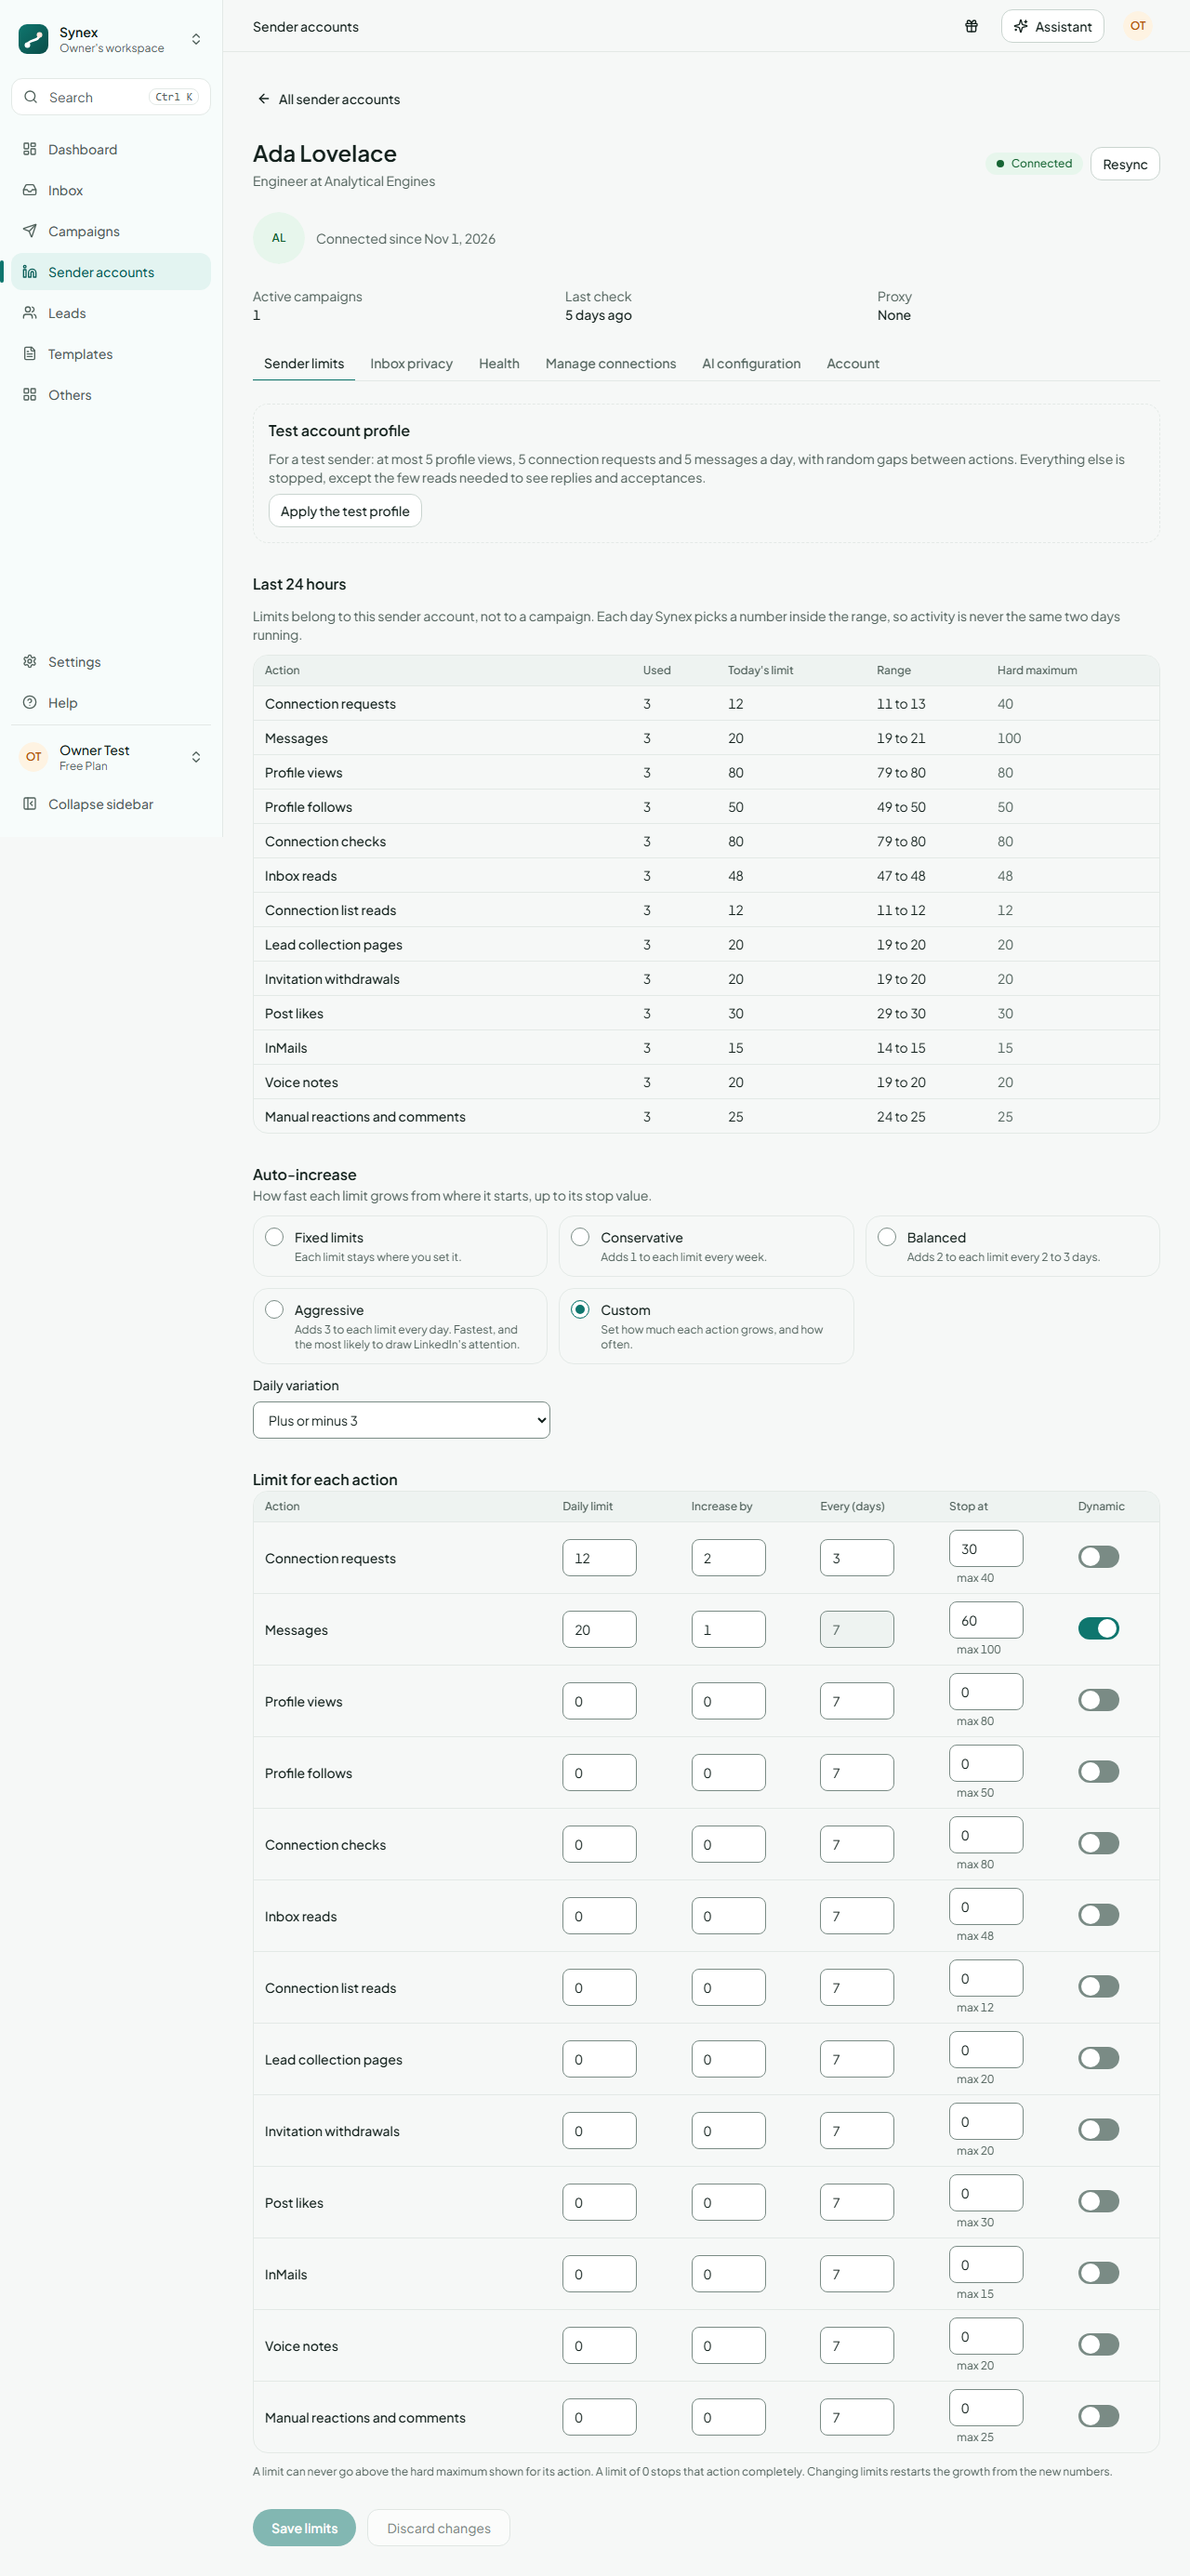 Synex
Owner's workspace
Search Ctrl K
Dashboard
Inbox
Campaigns
Sender accounts
Leads
Templates
Others
Settings
Help
OT
Owner Test
Free Plan
Collapse sidebar
Sender accounts
Assistant
OT
All sender accounts
Ada Lovelace
Engineer at Analytical Engines
Connected
Resync
AL
Connected since Nov 1, 2026
Active campaigns Last check Proxy
1 5 days ago None
Sender limits Inbox privacy Health Manage connections AI configuration Account
Test account profile
For a test sender: at most 5 profile views, 5 connection requests and 5 messages a day, with random gaps between actions. Everything else is
stopped, except the few reads needed to see replies and acceptances.
Apply the test profile
Last 24 hours
Limits belong to this sender account, not to a campaign. Each day Synex picks a number inside the range, so activity is never the same two days
running.
Action Used Today's limit Range Hard maximum
Connection requests 3 12 11 to 13 40
Messages 3 20 19 to 21 100
Profile views 3 80 79 to 80 80
Profile follows 3 50 49 to 50 50
Connection checks 3 80 79 to 80 80
Inbox reads 3 48 47 to 48 48
Connection list reads 3 12 11 to 12 12
Lead collection pages 3 20 19 to 20 20
Invitation withdrawals 3 20 19 to 20 20
Post likes 3 30 29 to 30 30
InMails 3 15 14 to 15 15
Voice notes 3 20 19 to 20 20
Manual reactions and comments 3 25 24 to 25 25
Auto-increase
How fast each limit grows from where it starts, up to its stop value.
Fixed limits
Each limit stays where you set it.
Conservative
Adds 1 to each limit every week.
Balanced
Adds 2 to each limit every 2 to 3 days.
Aggressive
Adds 3 to each limit every day. Fastest, and
the most likely to draw LinkedIn's attention.
Custom
Set how much each action grows, and how
often.
Daily variation
Plus or minus 3
Limit for each action
Action Daily limit Increase by Every (days) Stop at Dynamic
Connection requests 12 2 3 30
max 40
Messages 20 1 7 60
max 100
Profile views 0 0 7 0
max 80
Profile follows 0 0 7 0
max 50
Connection checks 0 0 7 0
max 80
Inbox reads 0 0 7 0
max 48
Connection list reads 0 0 7 0
max 12
Lead collection pages 0 0 7 0
max 20
Invitation withdrawals 0 0 7 0
max 20
Post likes 0 0 7 0
max 30
InMails 0 0 7 0
max 15
Voice notes 0 0 7 0
max 20
Manual reactions and comments 0 0 7 0
max 25
A limit can never go above the hard maximum shown for its action. A limit of 0 stops that action completely. Changing limits restarts the growth from the new numbers.
Save limits
Discard changes